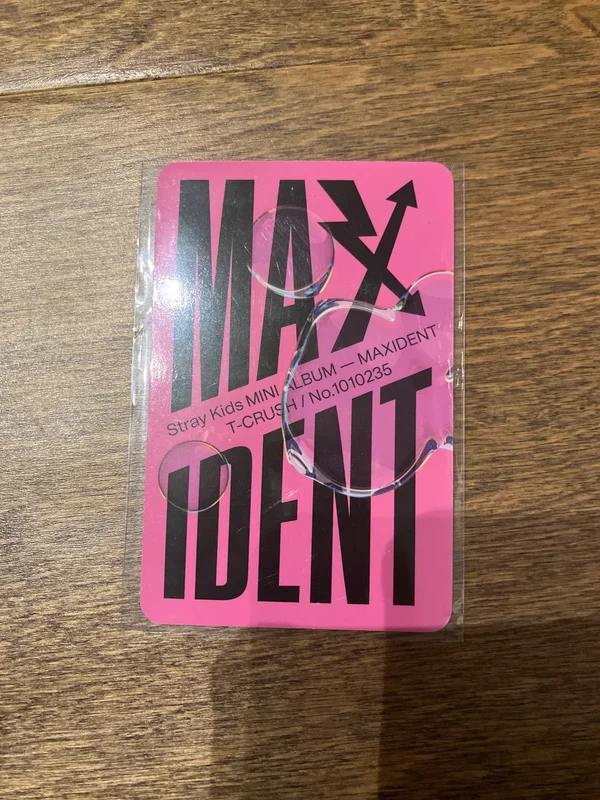 MAX
Stray Kids MINI ALBUM — MAXIDENT
T-CRUSH / No.1010235
IDENT